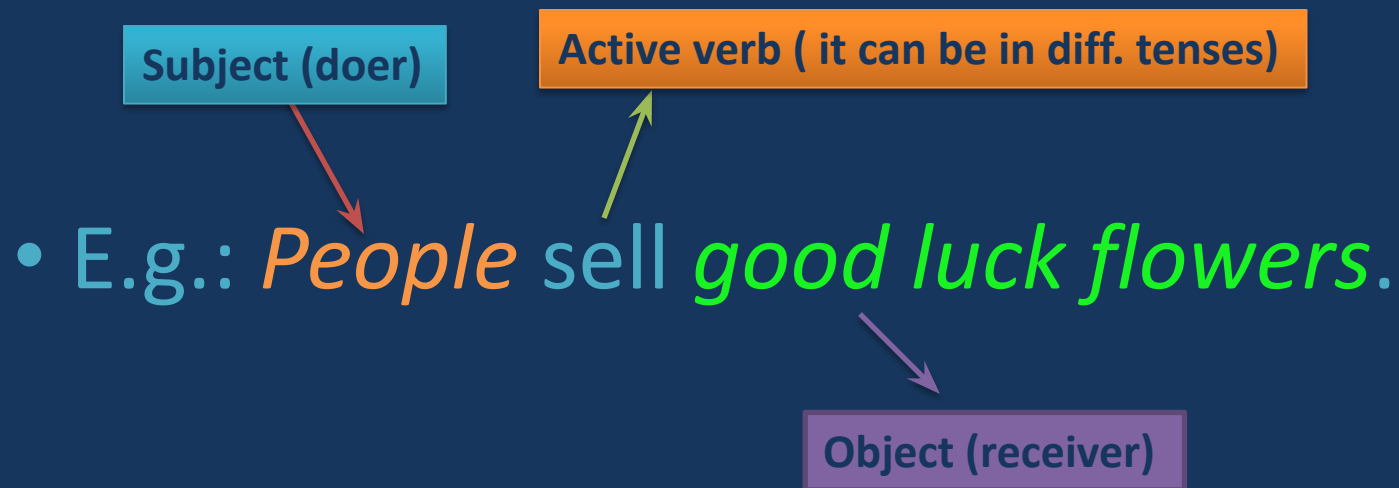 Subject (doer)
Active verb ( it can be in diff. tenses)
• E.g.: People sell good luck flowers.
Object (receiver)